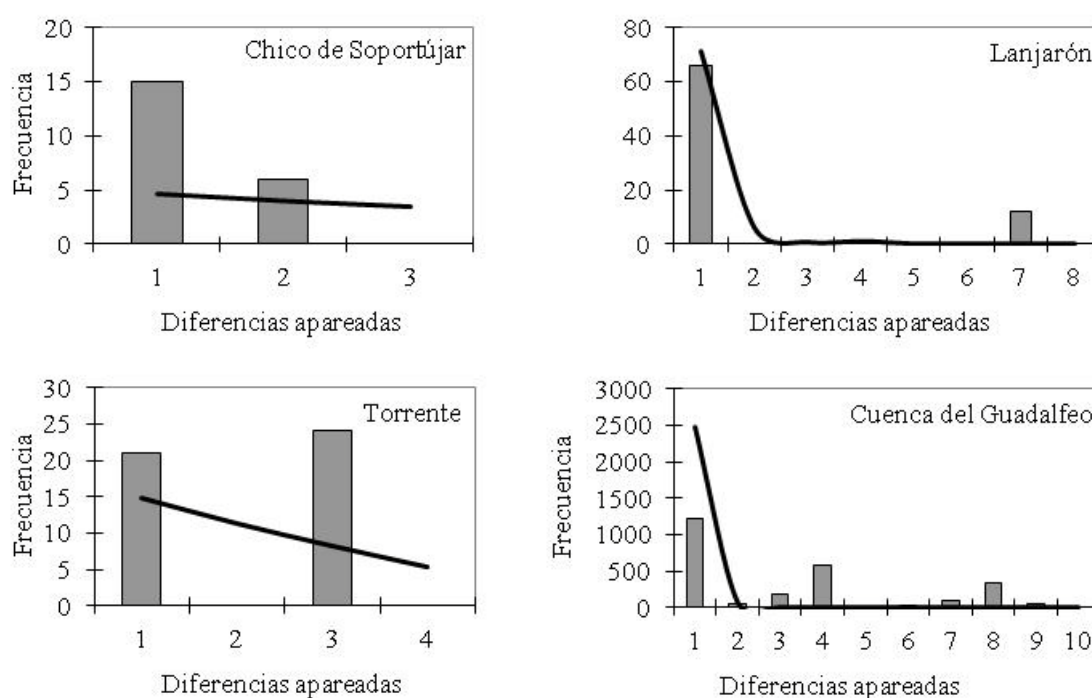 Chico de Soportújar
Frecuencia
20
15
10
5
0
1 2 3
Diferencias apareadas
Lanjarón
80
60
40
20
0
1 2 3 4 5 6 7 8
Diferencias apareadas
Torrente
Frecuencia
30
25
20
15
10
5
0
1 2 3 4
Diferencias apareadas
Cuenca del Guadalfeo
Frecuencia
3000
2500
2000
1500
1000
500
0
1 2 3 4 5 6 7 8 9 10
Diferencias apareadas